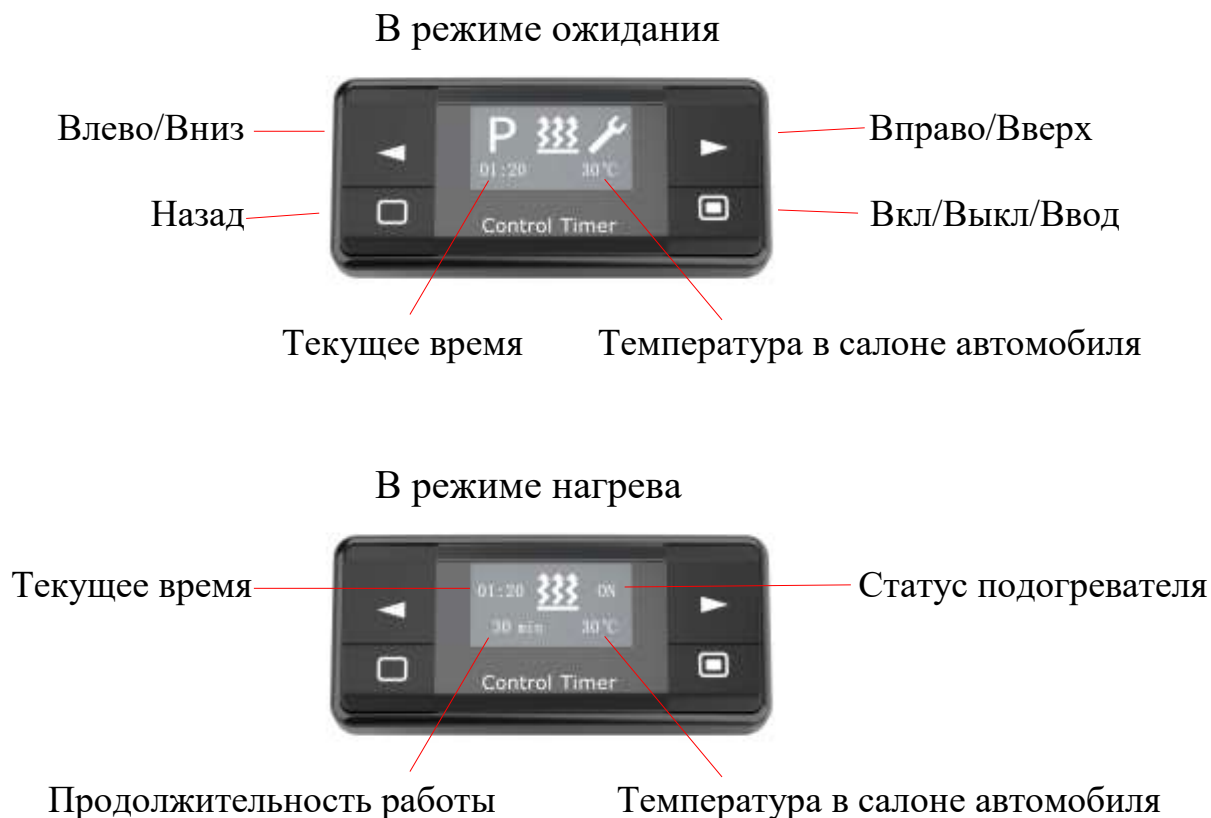 В режиме ожидания
Влево/Вниз
Вправо/Вверх
P
01:20 30℃
Назад
Вкл/Выкл/Ввод
Control Timer
Текущее время
Температура в салоне автомобиля
В режиме нагрева
Текущее время
01:20 ON
Статус подогревателя
30 min 30℃
Control Timer
Продолжительность работы
Температура в салоне автомобиля